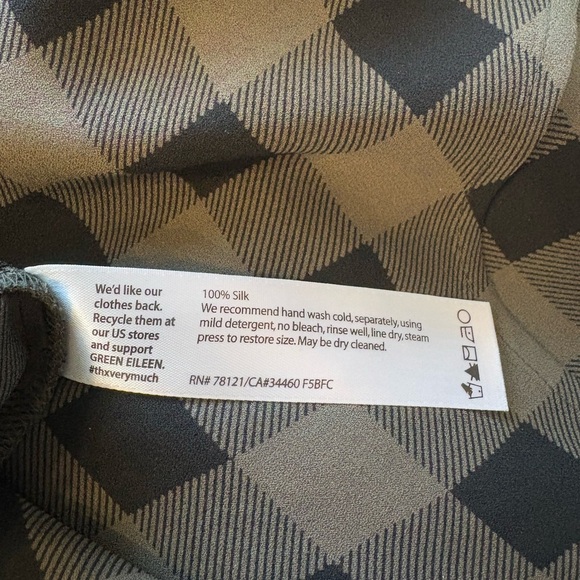 We'd like our
clothes back.
Recycle them at
our US stores
and support
GREEN EILEEN.
#thxverymuch
100% Silk
We recommend hand wash cold, separately, using
mild detergent, no bleach, rinse well, line dry, steam
press to restore size. May be dry cleaned.
RN# 78121/CA#34460 F5BFC